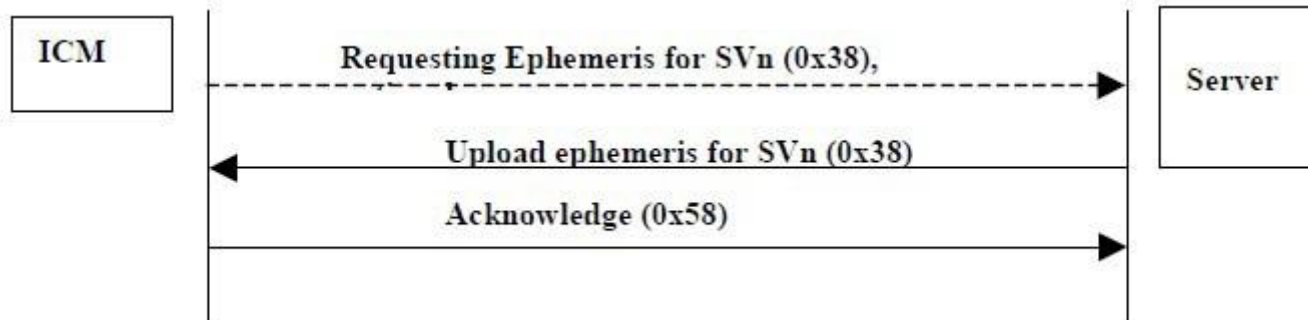 ICM
Requesting Ephemeris for SVn (0x38),
Server
Upload ephemeris for SVn (0x38)
Acknowledge (0x58)